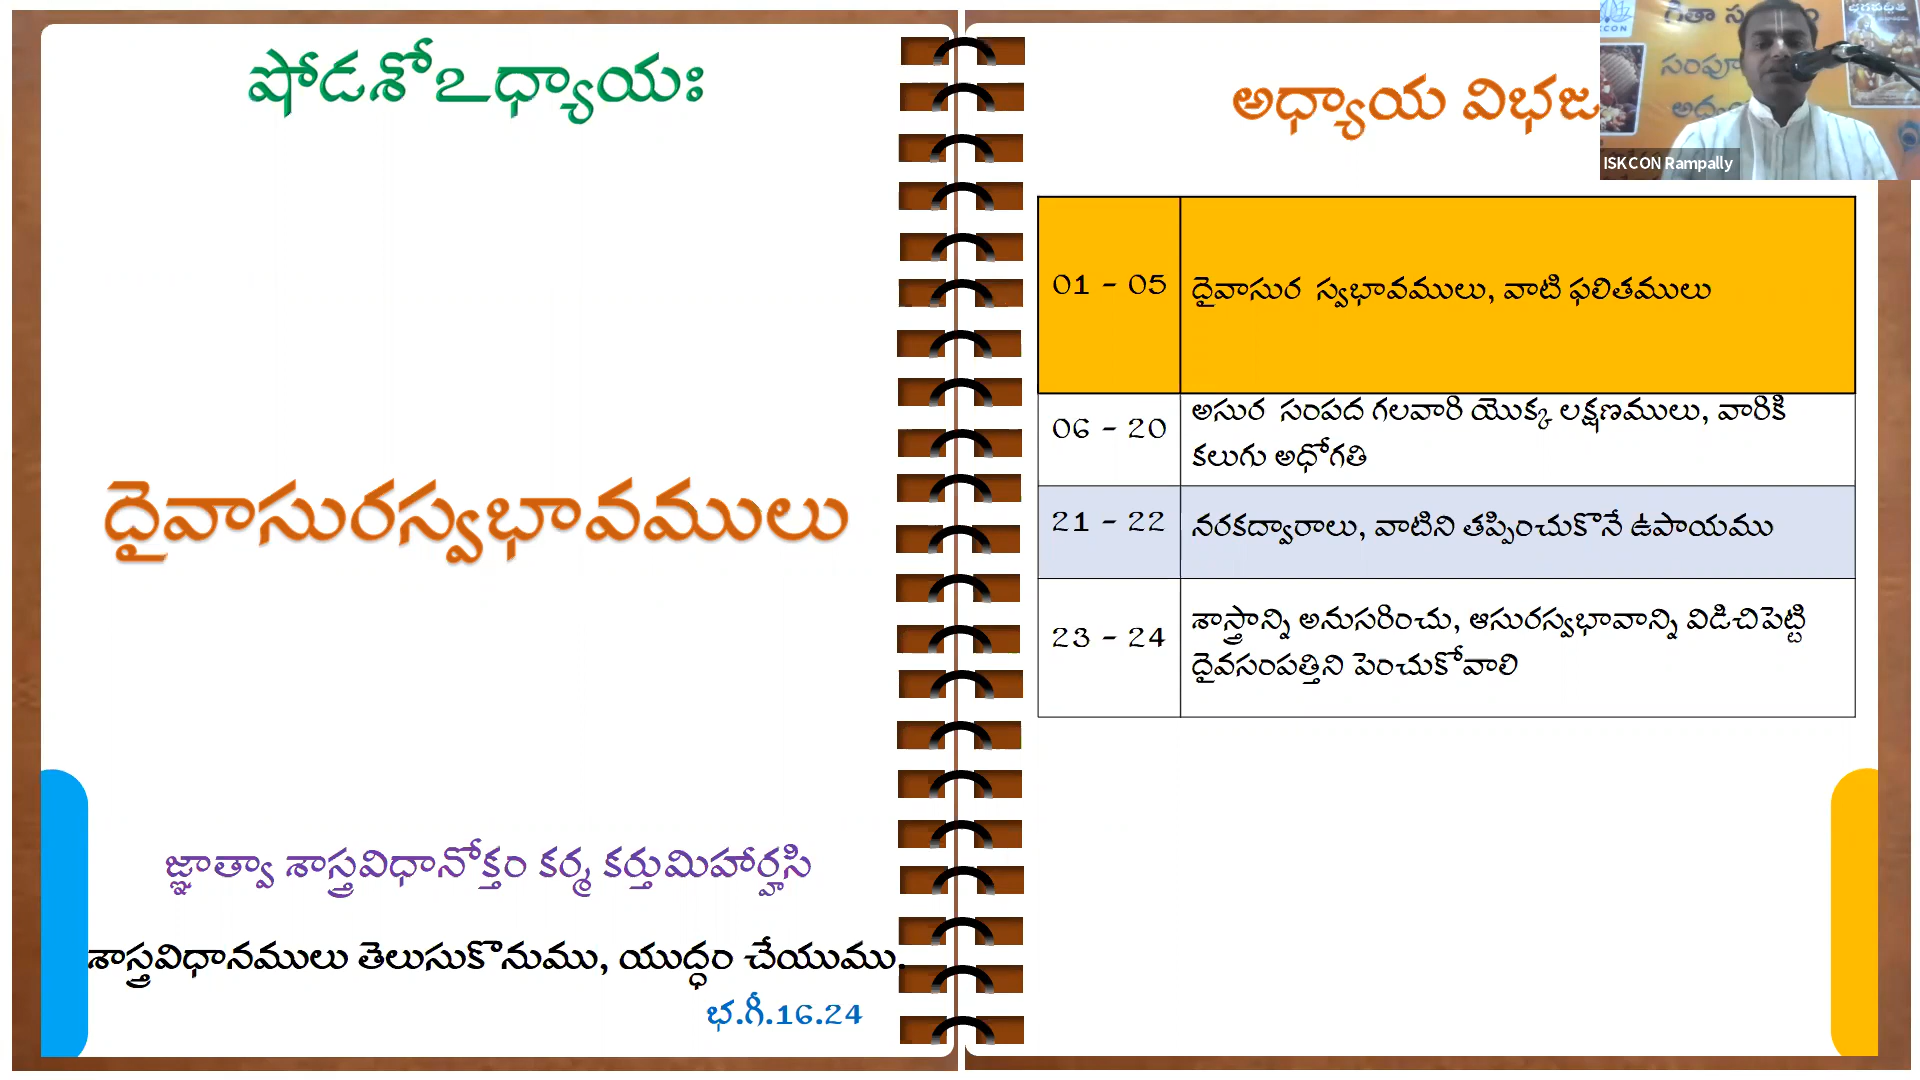 షోడశోఽధ్యాయః
దైవాసురస్వభావములు
జ్ఞాత్వా శాస్త్రవిధానోక్తం కర్మ కర్తుమిహార్హసి
శాస్త్రవిధానములు తెలుసుకొనుము, యుద్ధం చేయుము.
భ.గీ.16.24
అధ్యాయ
01 - 05 దైవాసుర స్వభావములు, వాటి ఫలితములు
06 - 20 అసుర సంపద గలవారి యొక్క లక్షణములు, వారికి
కలుగు అధోగతి
21 - 22 నరకద్వారాలు, వాటిని తప్పించుకొనే ఉపాయము
23 - 24 శాస్త్రాన్ని అనుసరించు, ఆసురస్వభావాన్ని విడిచిపెట్టి
దైవసంపత్తిని పెంచుకోవాలి
గీతా
ISKCON Rampally